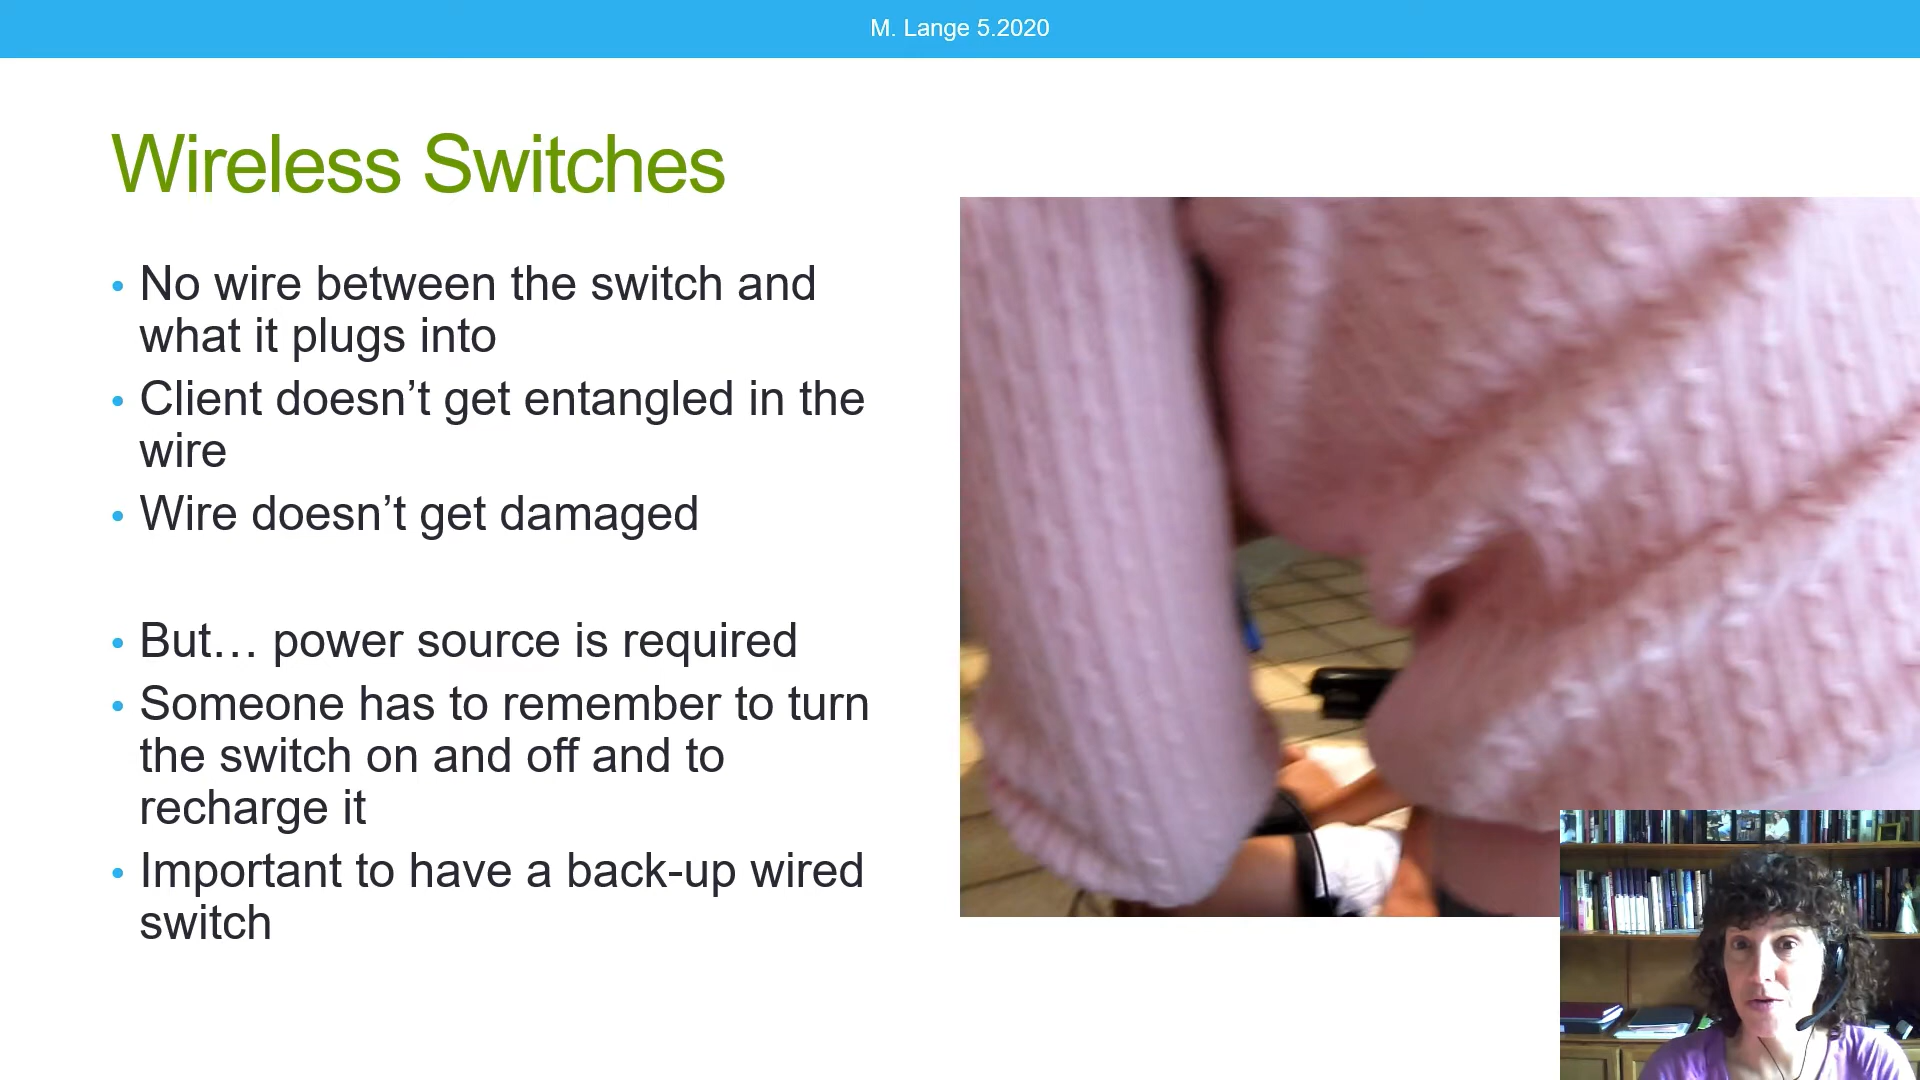 M. Lange 5.2020
Wireless Switches
• No wire between the switch and
what it plugs into
• Client doesn’t get entangled in the
wire
• Wire doesn’t get damaged
• But… power source is required
• Someone has to remember to turn
the switch on and off and to
recharge it
• Important to have a back-up wired
switch